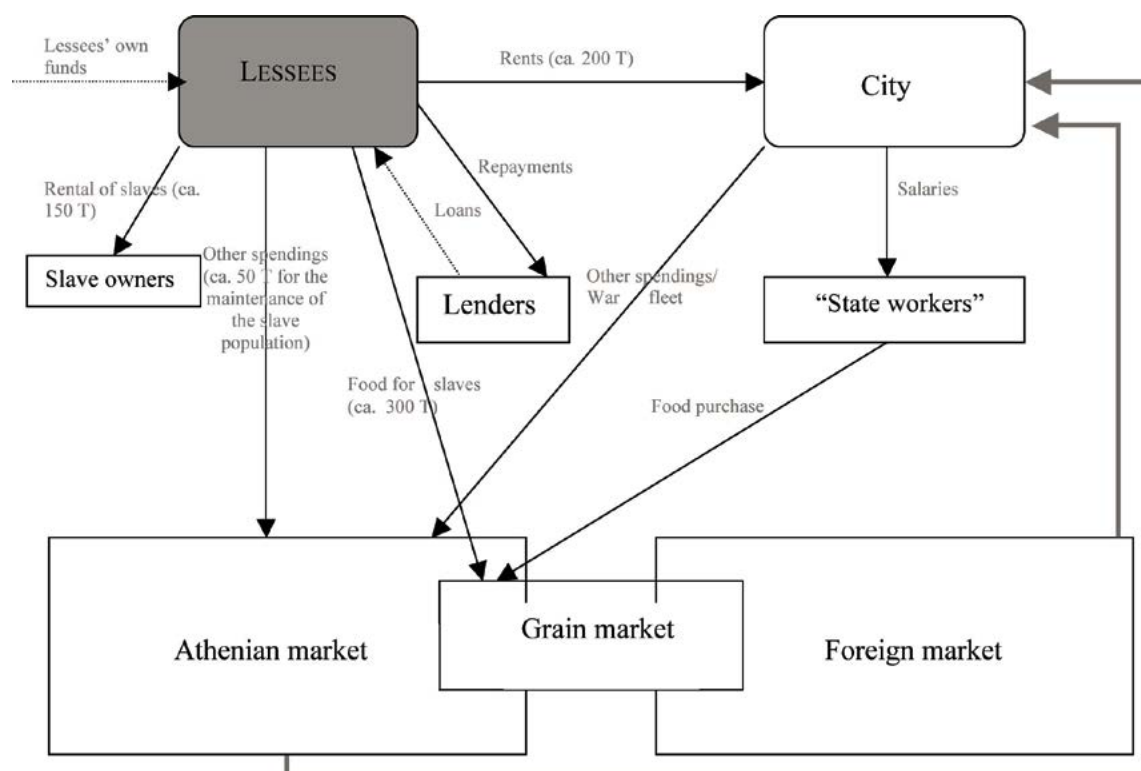 Lessees’ own
funds
LESSEES
Rents (ca. 200 T)
City
Repayments
Salaries
Rental of slaves (ca.
150 T)
Loans
Slave owners
Other spendings
(ca. 50 T for the
maintenance of
the slave
population)
Lenders
Other spendings/
War fleet
“State workers”
Food for slaves
(ca. 300 T)
Food purchase
Athenian market
Grain market
Foreign market